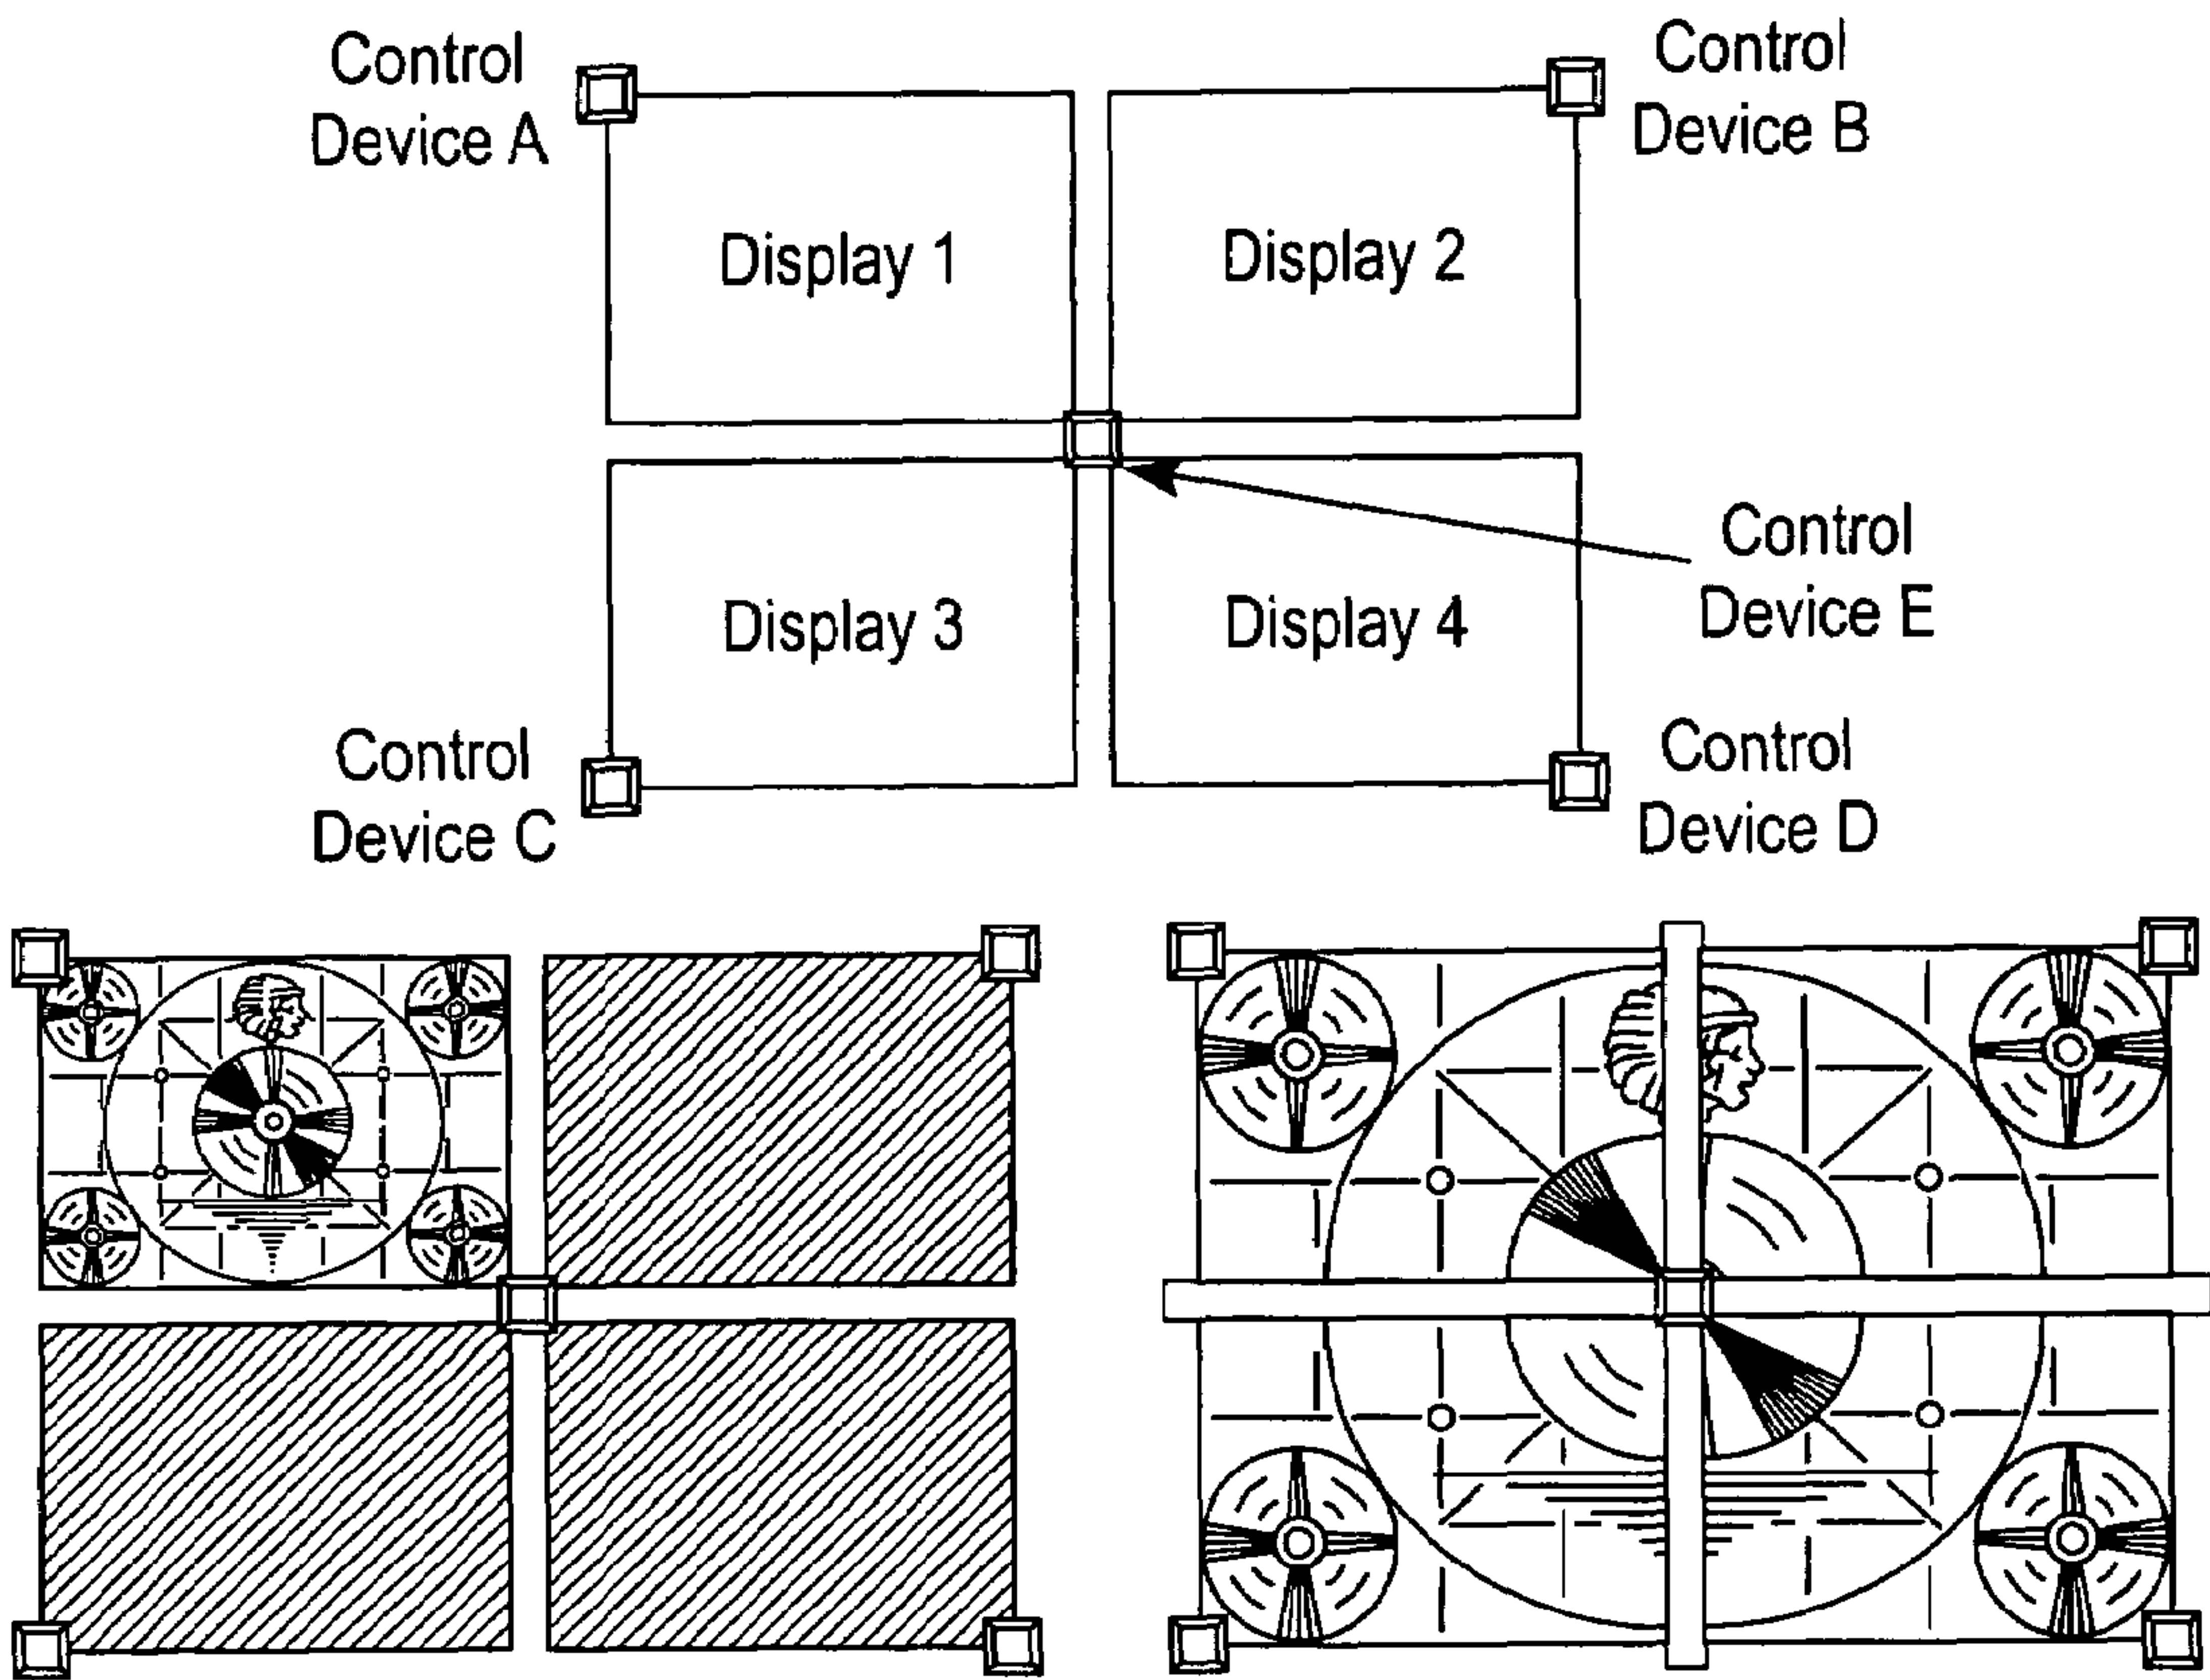 Control
Device A
Control
Device B
Display 1
Display 2
Control
Device E
Display 3
Display 4
Control
Device C
Control
Device D